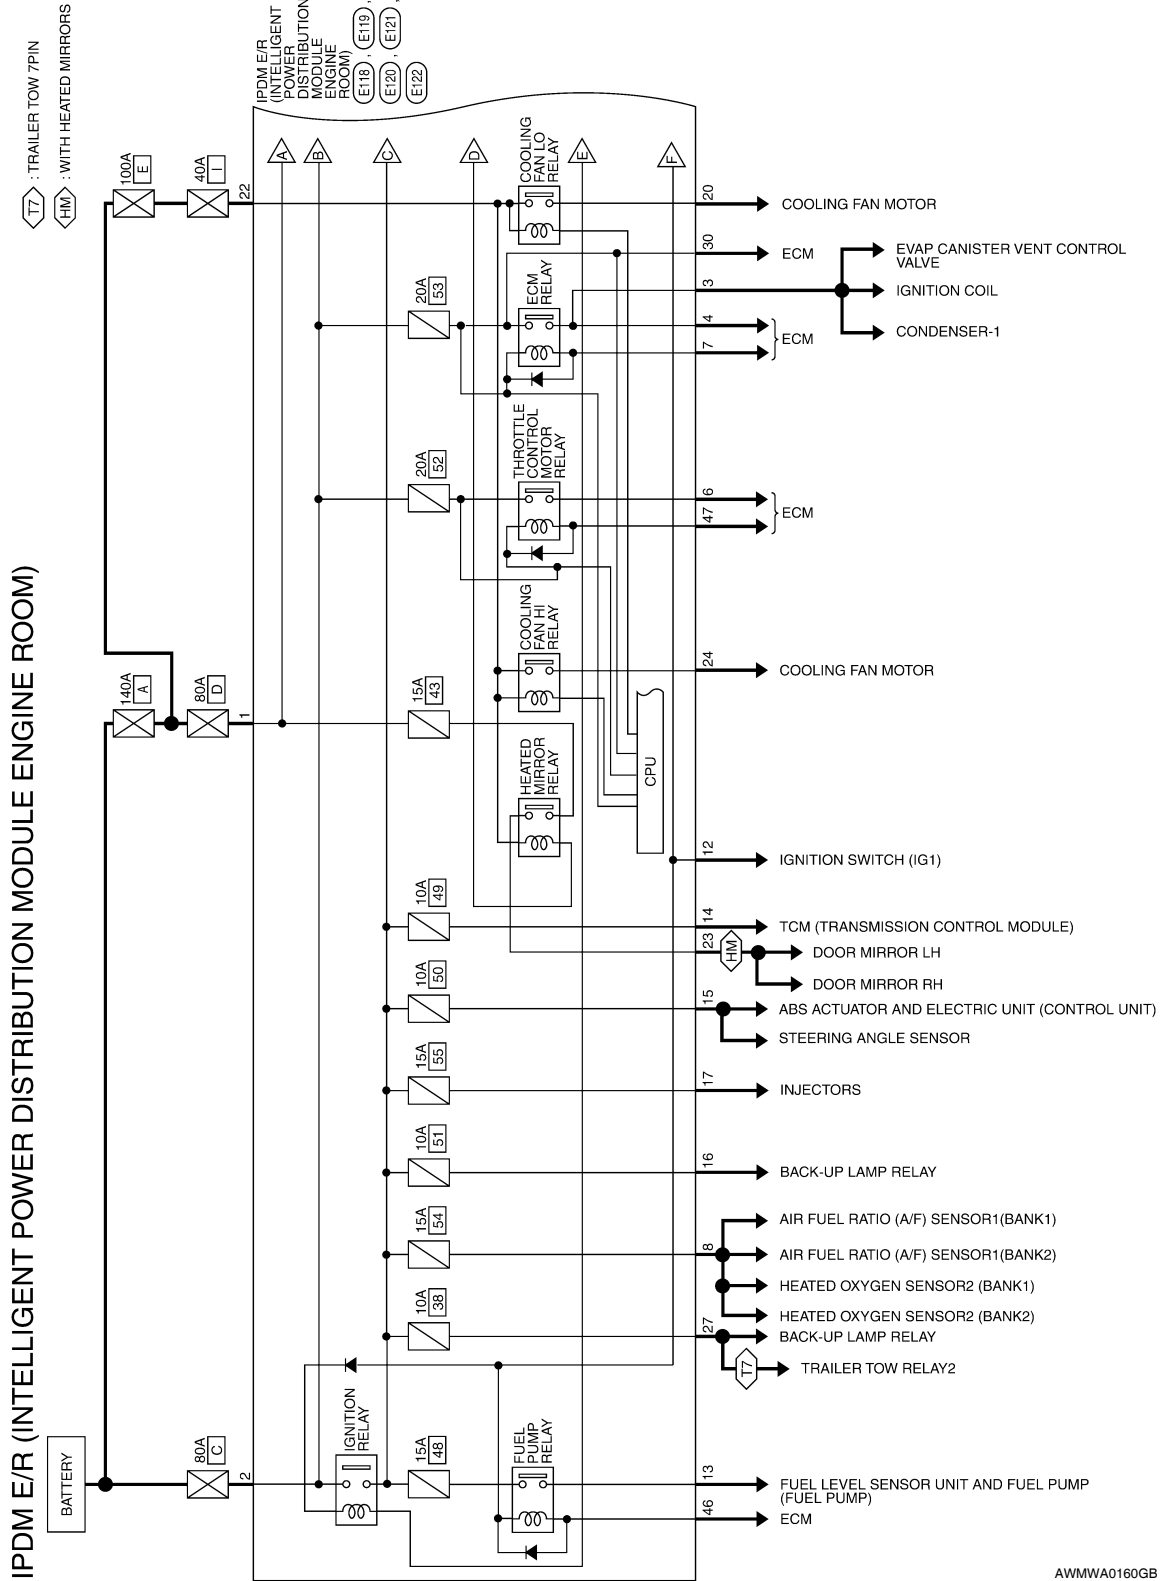 IPDM E/R (INTELLIGENT POWER DISTRIBUTION MODULE ENGINE ROOM)
T7 : TRAILER TOW 7PIN
HM : WITH HEATED MIRRORS
IPDM E/R
(INTELLIGENT
POWER
DISTRIBUTION
MODULE
ENGINE
ROOM)
E118 , E119 ,
E120 , E121 ,
E122
100A
E
40A
I
22
A
B
C
D
E
F
COOLING
FAN LO
RELAY
20
COOLING FAN MOTOR
30
ECM
20A
53
ECM
RELAY
3
EVAP CANISTER VENT CONTROL
VALVE
IGNITION COIL
CONDENSER-1
4
7
ECM
20A
52
THROTTLE
CONTROL
MOTOR
RELAY
6
47
ECM
COOLING
FAN HI
RELAY
24
COOLING FAN MOTOR
140A
A
80A
D
1
15A
43
HEATED
MIRROR
RELAY
CPU
12
IGNITION SWITCH (IG1)
10A
49
14
TCM (TRANSMISSION CONTROL MODULE)
23
HM
DOOR MIRROR LH
DOOR MIRROR RH
10A
50
15
ABS ACTUATOR AND ELECTRIC UNIT (CONTROL UNIT)
STEERING ANGLE SENSOR
15A
55
17
INJECTORS
10A
51
16
BACK-UP LAMP RELAY
15A
54
8
AIR FUEL RATIO (A/F) SENSOR1(BANK1)
AIR FUEL RATIO (A/F) SENSOR1(BANK2)
HEATED OXYGEN SENSOR2 (BANK1)
HEATED OXYGEN SENSOR2 (BANK2)
10A
38
27
BACK-UP LAMP RELAY
T7
TRAILER TOW RELAY2
BATTERY
80A
C
2
IGNITION
RELAY
15A
48
FUEL
PUMP
RELAY
13
FUEL LEVEL SENSOR UNIT AND FUEL PUMP
(FUEL PUMP)
46
ECM
AWMWA0160GB